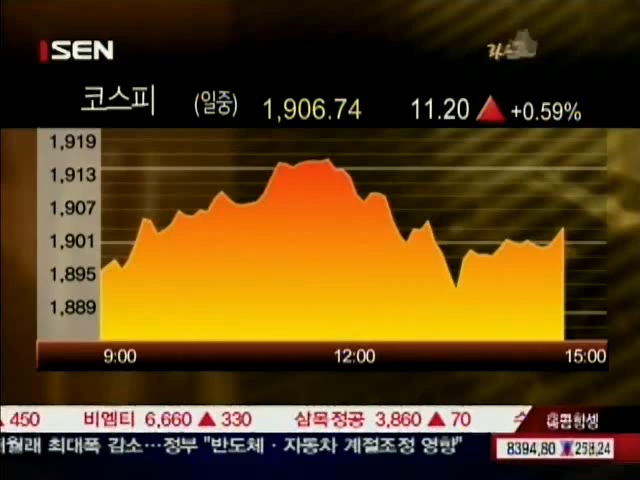 SEN
코스피 (일중) 1,906.74 11.20 ▲ +0.59%
1,919
1,913
1,907
1,901
1,895
1,889
9:00 12:00 15:00
450 비엠티 6,660 ▲ 330 삼목정공 3,860 ▲ 70
개월래 최대폭 감소…정부 "반도체·자동차 계절조정 영향"